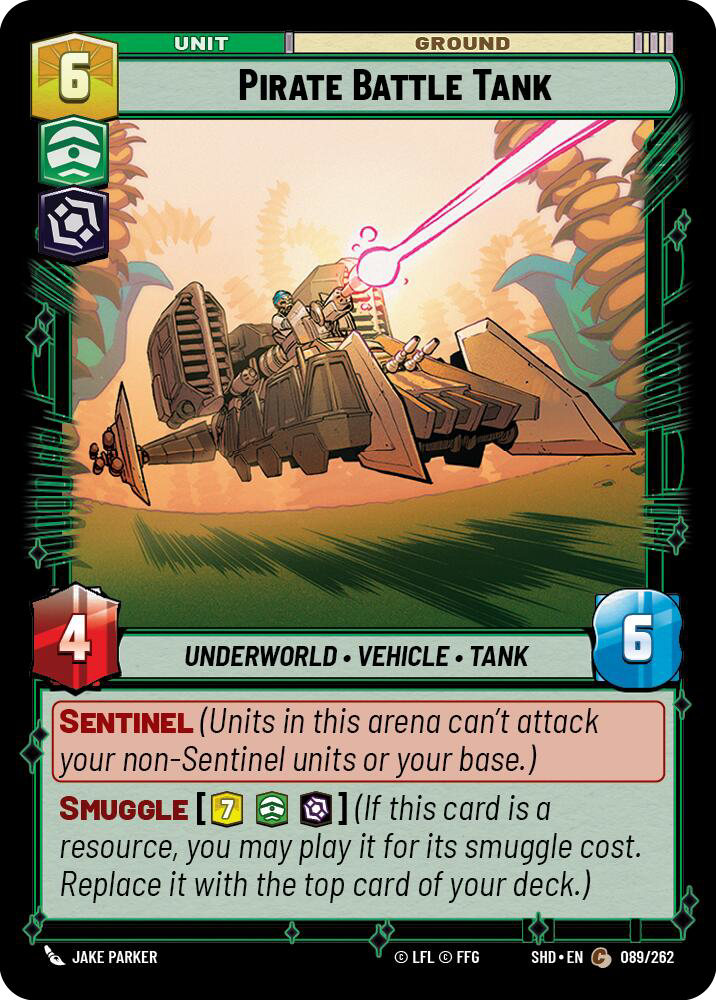 UNIT
GROUND
6
PIRATE BATTLE TANK
4
6
UNDERWORLD • VEHICLE • TANK
SENTINEL (Units in this arena can't attack
your non-Sentinel units or your base.)
SMUGGLE [7] (If this card is a
resource, you may play it for its smuggle cost.
Replace it with the top card of your deck.)
JAKE PARKER
© LFL © FFG
SHD • EN C 089/262